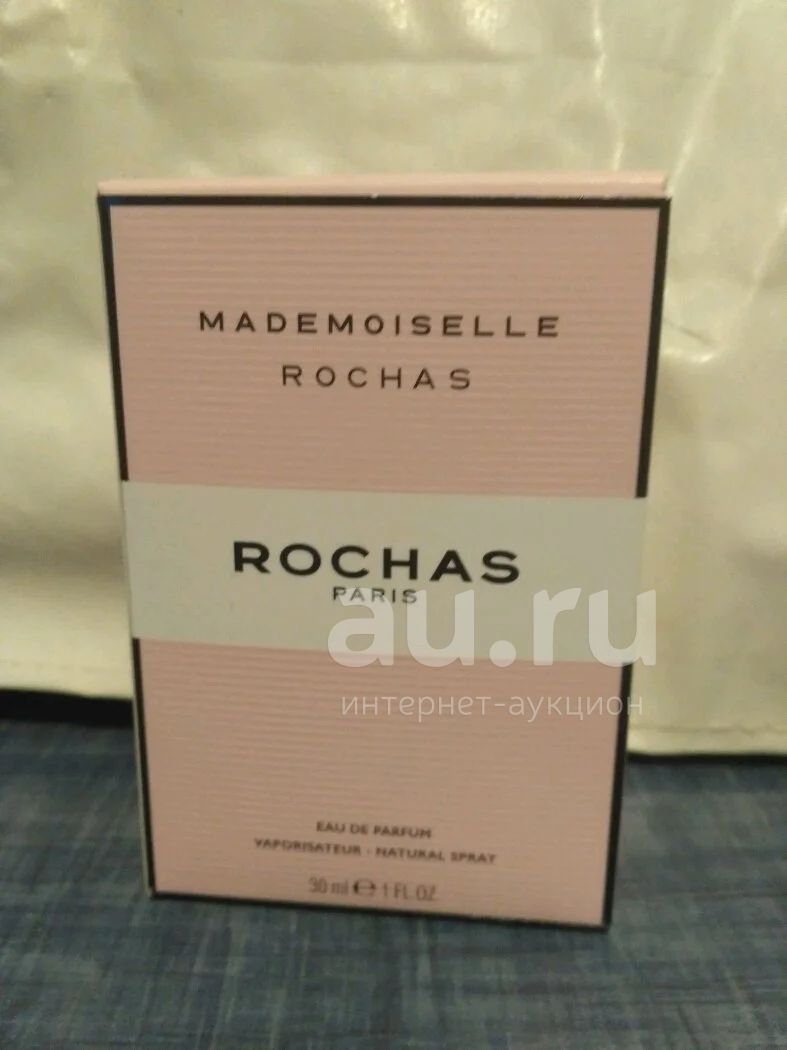 MADEMOISELLE
ROCHAS
ROCHAS
PARIS
au.ru
интернет-аукцион
EAU DE PARFUM
VAPORISATEUR - NATURAL SPRAY
30 ml ℮ 1 FL OZ